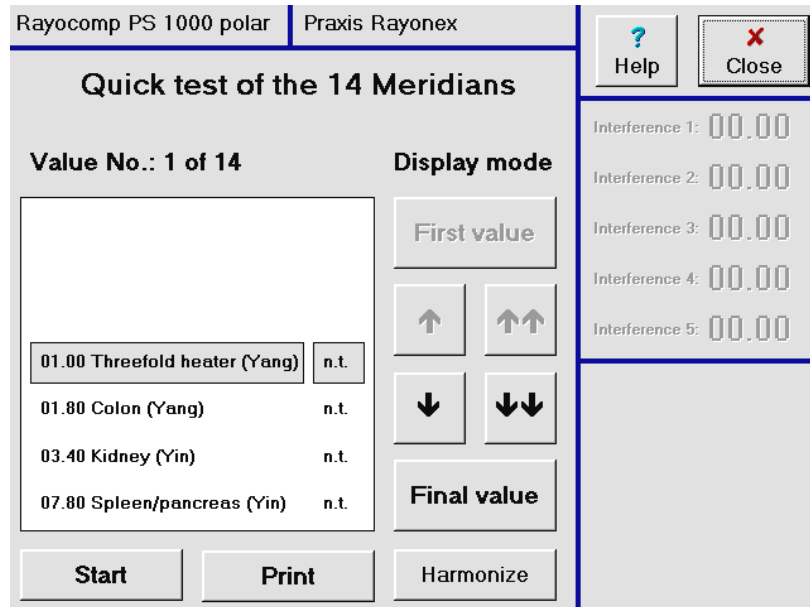 Rayocomp PS 1000 polar
Praxis Rayonex
Quick test of the 14 Meridians
Value No.: 1 of 14
01.00 Threefold heater (Yang) n.t.
01.80 Colon (Yang) n.t.
03.40 Kidney (Yin) n.t.
07.80 Spleen/pancreas (Yin) n.t.
Start
Print
Display mode
First value
↑ ↑↑
↓ ↓↓
Final value
Harmonize
? Help
✗ Close
Interference 1: 00.00
Interference 2: 00.00
Interference 3: 00.00
Interference 4: 00.00
Interference 5: 00.00